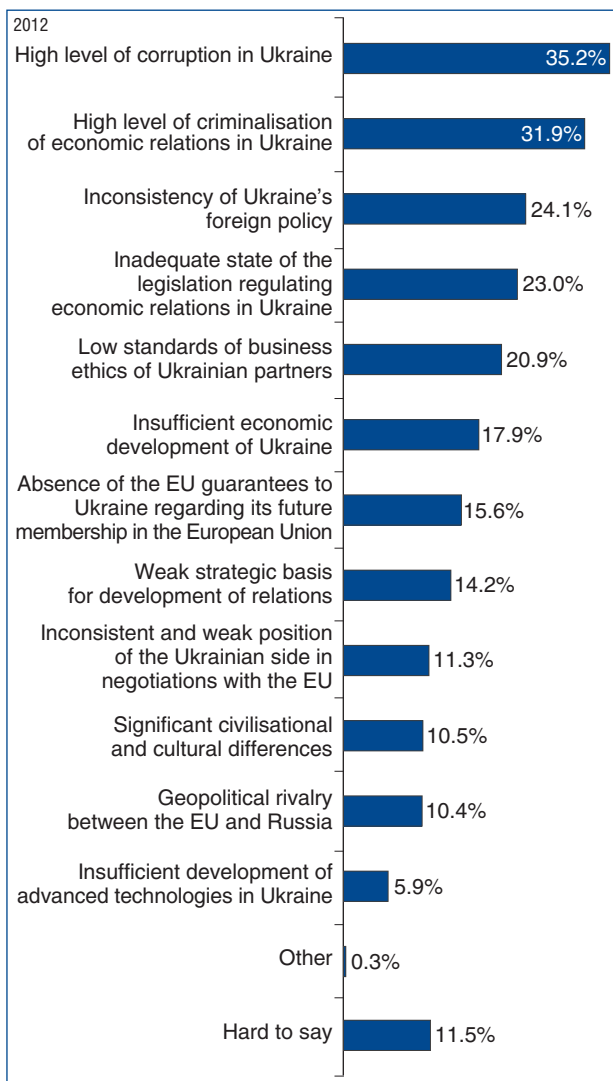 2012
High level of corruption in Ukraine
35.2%
High level of criminalisation
of economic relations in Ukraine
31.9%
Inconsistency of Ukraine’s
foreign policy
24.1%
Inadequate state of the
legislation regulating
economic relations in Ukraine
23.0%
Low standards of business
ethics of Ukrainian partners
20.9%
Insufficient economic
development of Ukraine
17.9%
Absence of the EU guarantees to
Ukraine regarding its future
membership in the European Union
15.6%
Weak strategic basis
for development of relations
14.2%
Inconsistent and weak position
of the Ukrainian side in
negotiations with the EU
11.3%
Significant civilisational
and cultural differences
10.5%
Geopolitical rivalry
between the EU and Russia
10.4%
Insufficient development of
advanced technologies in Ukraine
5.9%
Other
0.3%
Hard to say
11.5%